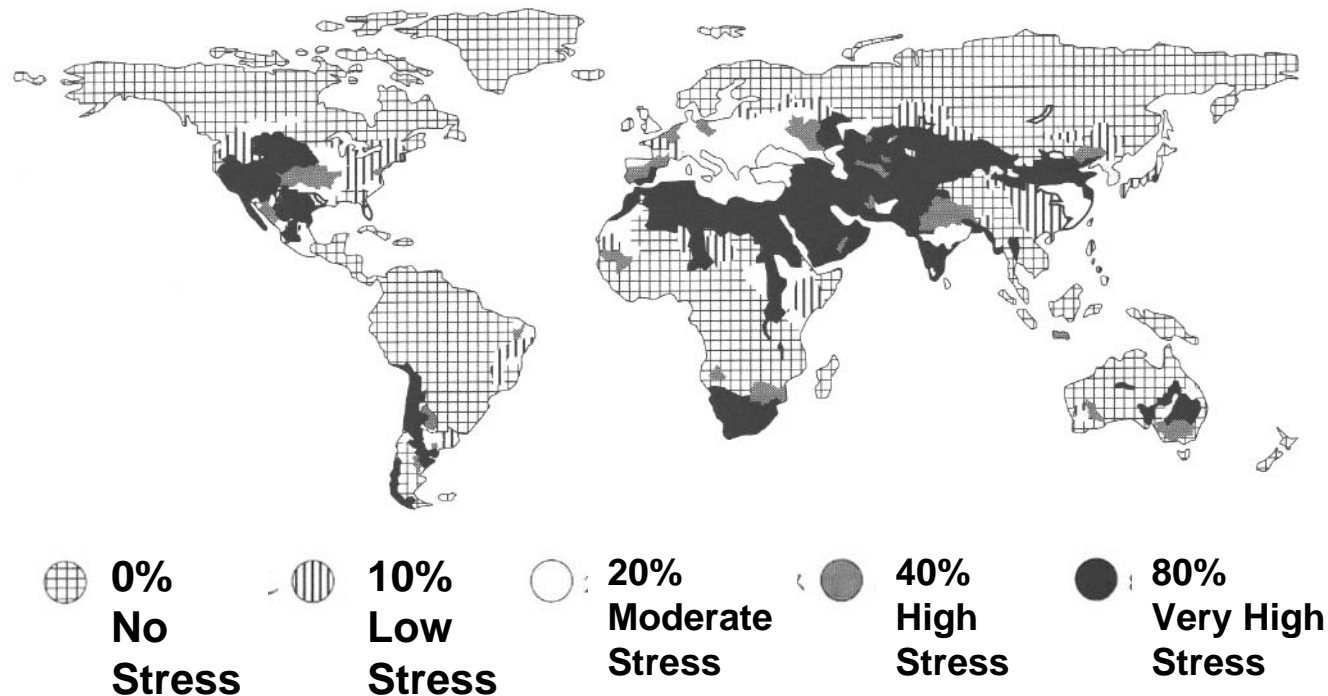 0%
No
Stress
10%
Low
Stress
20%
Moderate
Stress
40%
High
Stress
80%
Very High
Stress